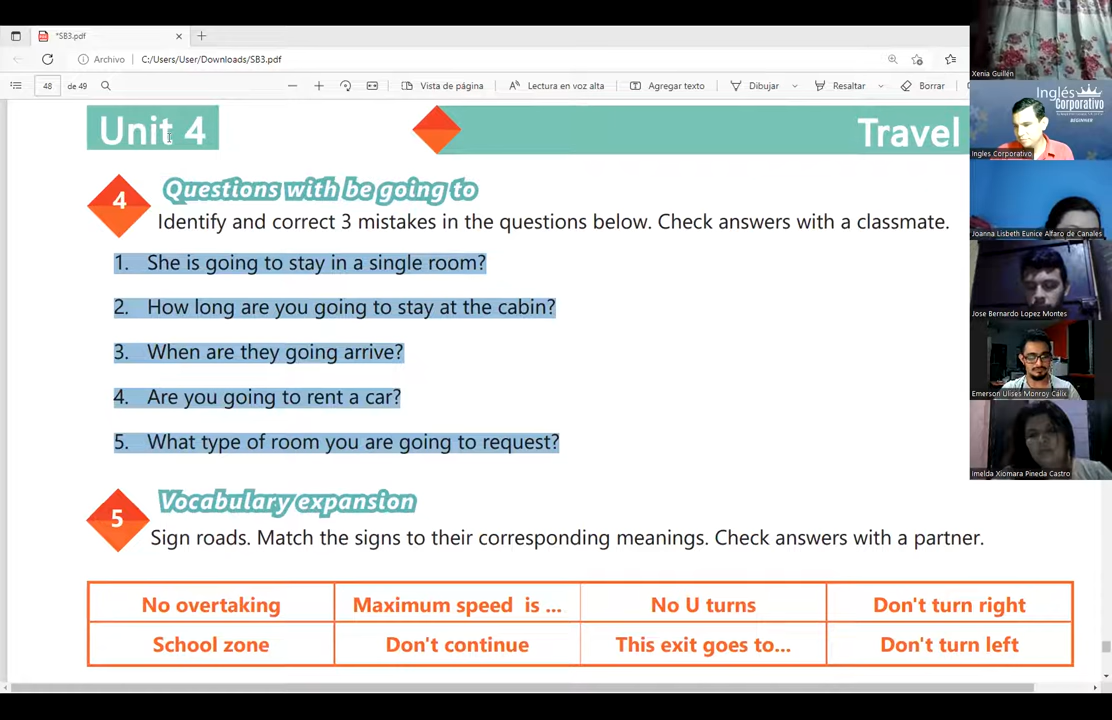 *SB3.pdf
Archivo
C:/Users/User/Downloads/SB3.pdf
48
de 49
Vista de página
Lectura en voz alta
Agregar texto
Dibujar
Resaltar
Borrar
Unit 4
Travel
4
Questions with be going to
Identify and correct 3 mistakes in the questions below. Check answers with a classmate.
1. She is going to stay in a single room?
2. How long are you going to stay at the cabin?
3. When are they going arrive?
4. Are you going to rent a car?
5. What type of room you are going to request?
5
Vocabulary expansion
Sign roads. Match the signs to their corresponding meanings. Check answers with a partner.
No overtaking
Maximum speed is ...
No U turns
Don't turn right
School zone
Don't continue
This exit goes to...
Don't turn left
Xenia Guillén
Inglés
Corporativo
BEGINNER
Ingles Corporativo
Joanna Lisbeth Eunice Alfaro de Canales
Jose Bernardo Lopez Montes
Emerson Ulises Monroy Calix
Imelda Xiomara Pineda Castro